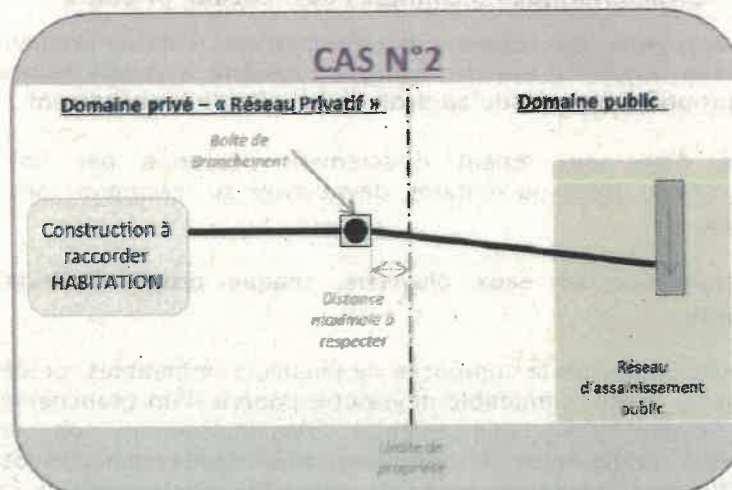 CAS N°2
Domaine privé – « Réseau Privatif »
Domaine public
Boîte de
Branchement
Construction à
raccorder
HABITATION
Distance
maximale à
respecter
Réseau
d'assainissement
public
Limite de
propriété